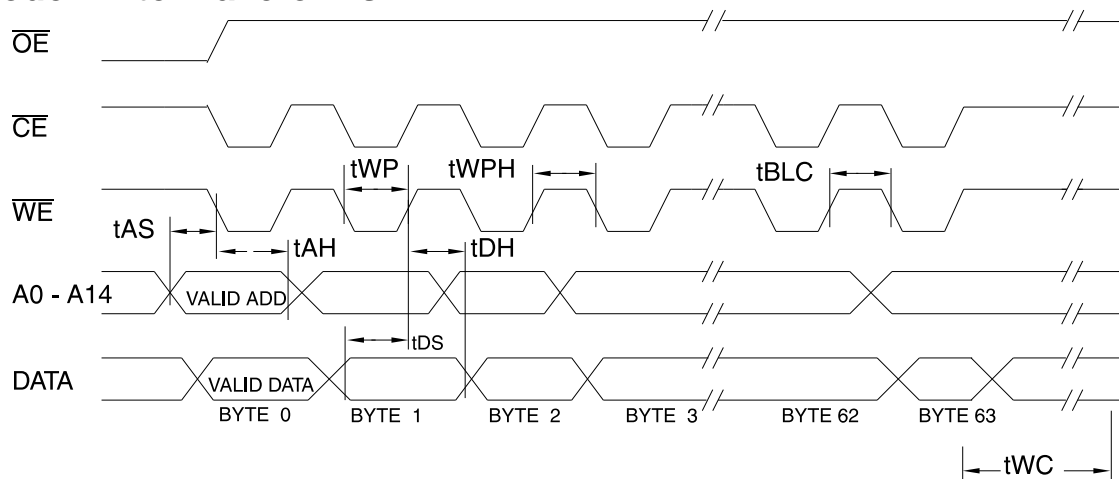 OE
CE
tWP
tWPH
tBLC
WE
tAS
tAH
tDH
A0 - A14
VALID ADD
tDS
DATA
VALID DATA
BYTE 0
BYTE 1
BYTE 2
BYTE 3
BYTE 62
BYTE 63
tWC